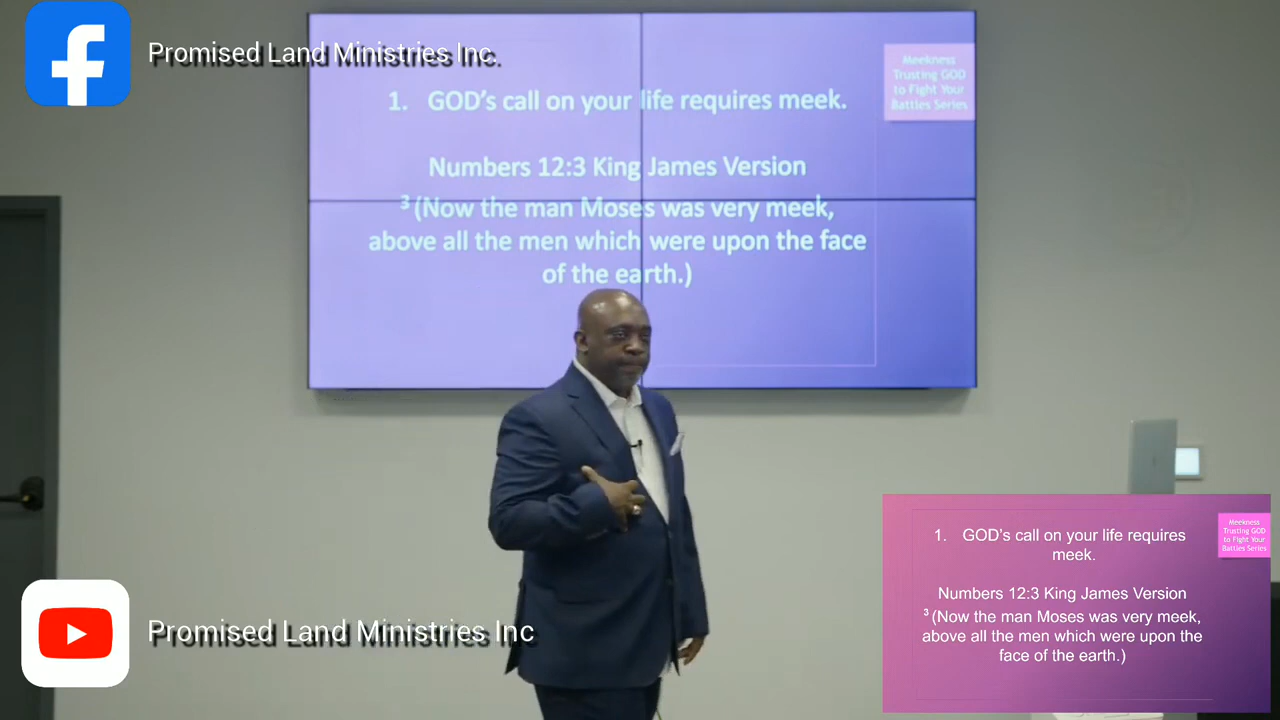 Promised Land Ministries Inc.
1. GOD's call on your life requires meek.
Meekness
Trusting GOD
to Fight Your
Battles Series
Numbers 12:3 King James Version
3 (Now the man Moses was very meek,
above all the men which were upon the face
of the earth.)
1. GOD's call on your life requires
meek.
Meekness
Trusting GOD
to Fight Your
Battles Series
Numbers 12:3 King James Version
3 (Now the man Moses was very meek,
above all the men which were upon the
face of the earth.)
Promised Land Ministries Inc